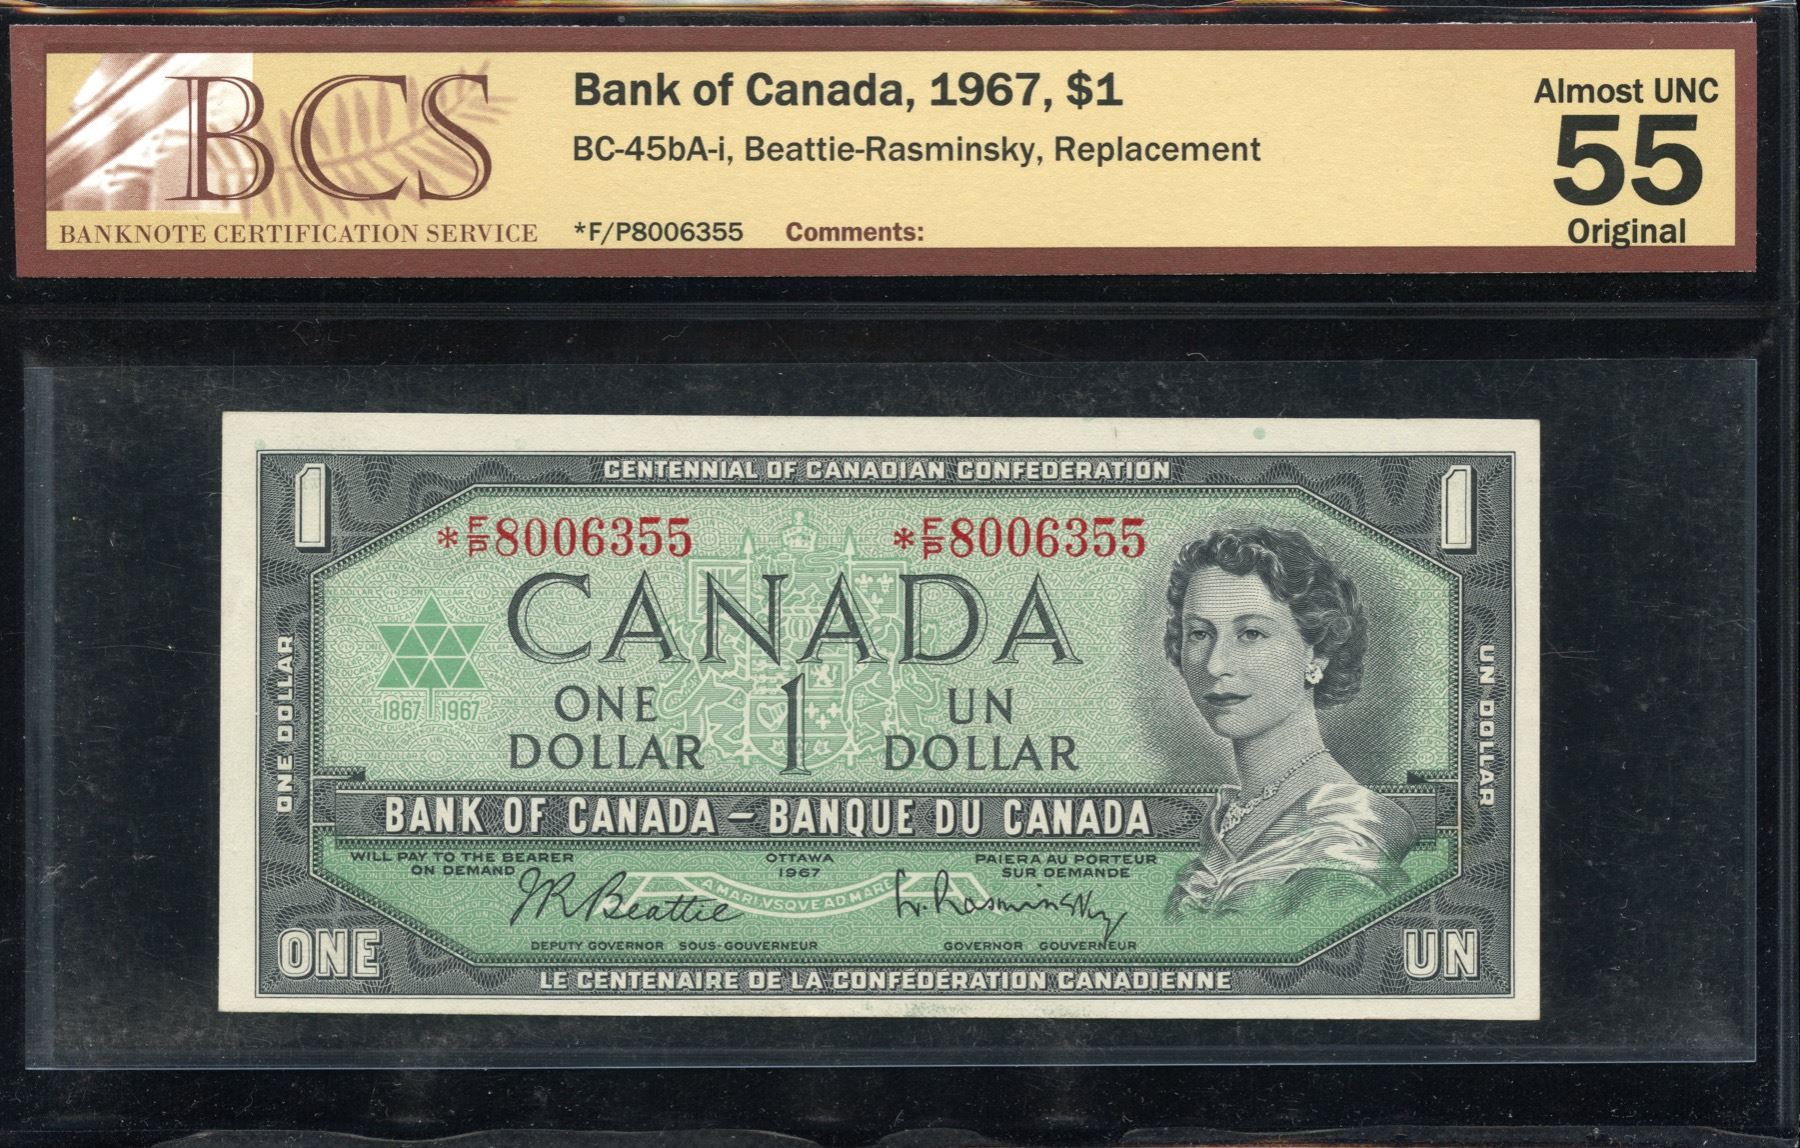 BCS
BANKNOTE CERTIFICATION SERVICE
Bank of Canada, 1967, $1
BC-45bA-i, Beattie-Rasminsky, Replacement
*F/P8006355 Comments:
Almost UNC
55
Original
1 CENTENNIAL OF CANADIAN CONFEDERATION 1
*F/P8006355 *F/P8006355
CANADA
1867 1967
ONE DOLLAR
ONE DOLLAR
1
UN DOLLAR
UN DOLLAR
BANK OF CANADA – BANQUE DU CANADA
WILL PAY TO THE BEARER
ON DEMAND
OTTAWA
1967
PAIERA AU PORTEUR
SUR DEMANDE
JR Beattie
A MARI VSQVE AD MARE
L. Rasminsky
DEPUTY GOVERNOR SOUS-GOUVERNEUR
GOVERNOR GOUVERNEUR
ONE
UN
LE CENTENAIRE DE LA CONFÉDÉRATION CANADIENNE